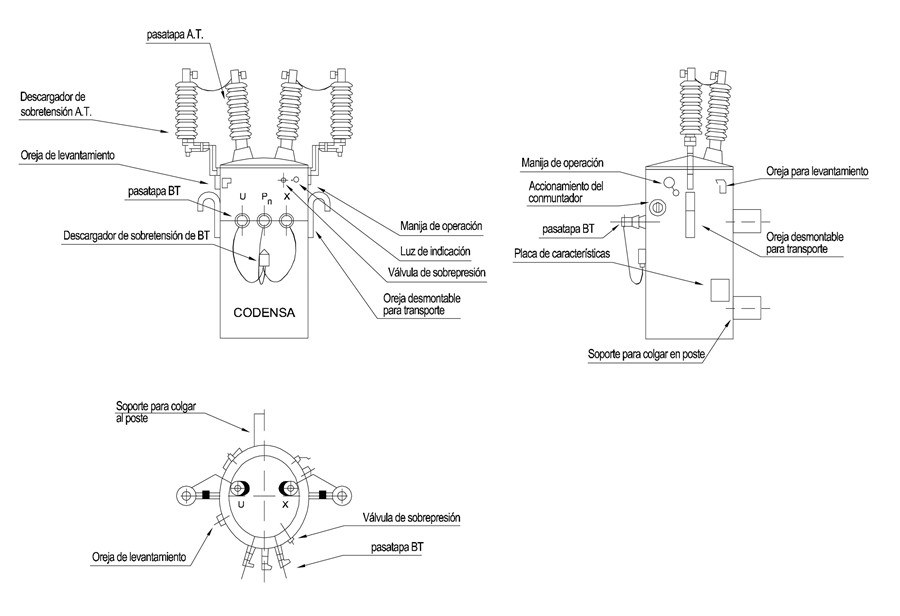 pasatapa A.T.
Descargador de
sobretensión A.T.
Oreja de levantamiento
pasatapa BT
U Pn X
Descargador de sobretensión de BT
Manija de operación
Luz de indicación
Válvula de sobrepresión
Oreja desmontable
para transporte
CODENSA
Manija de operación
Accionamiento del
conmutador
pasatapa BT
Placa de características
Oreja para levantamiento
Oreja desmontable
para transporte
Soporte para colgar en poste
Soporte para colgar
al poste
U X
Válvula de sobrepresión
pasatapa BT
Oreja de levantamiento